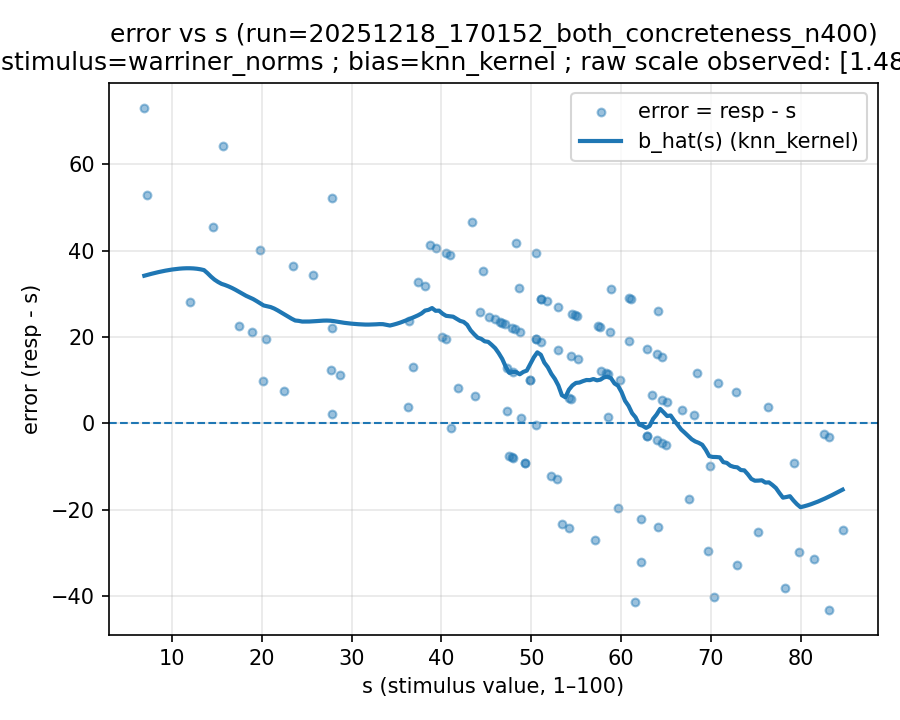 error vs s (run=20251218_170152_both_concreteness_n400)
stimulus=warriner_norms ; bias=knn_kernel ; raw scale observed: [1.48
error = resp - s
b_hat(s) (knn_kernel)
60
40
20
0
−20
−40
error (resp - s)
10 20 30 40 50 60 70 80
s (stimulus value, 1–100)